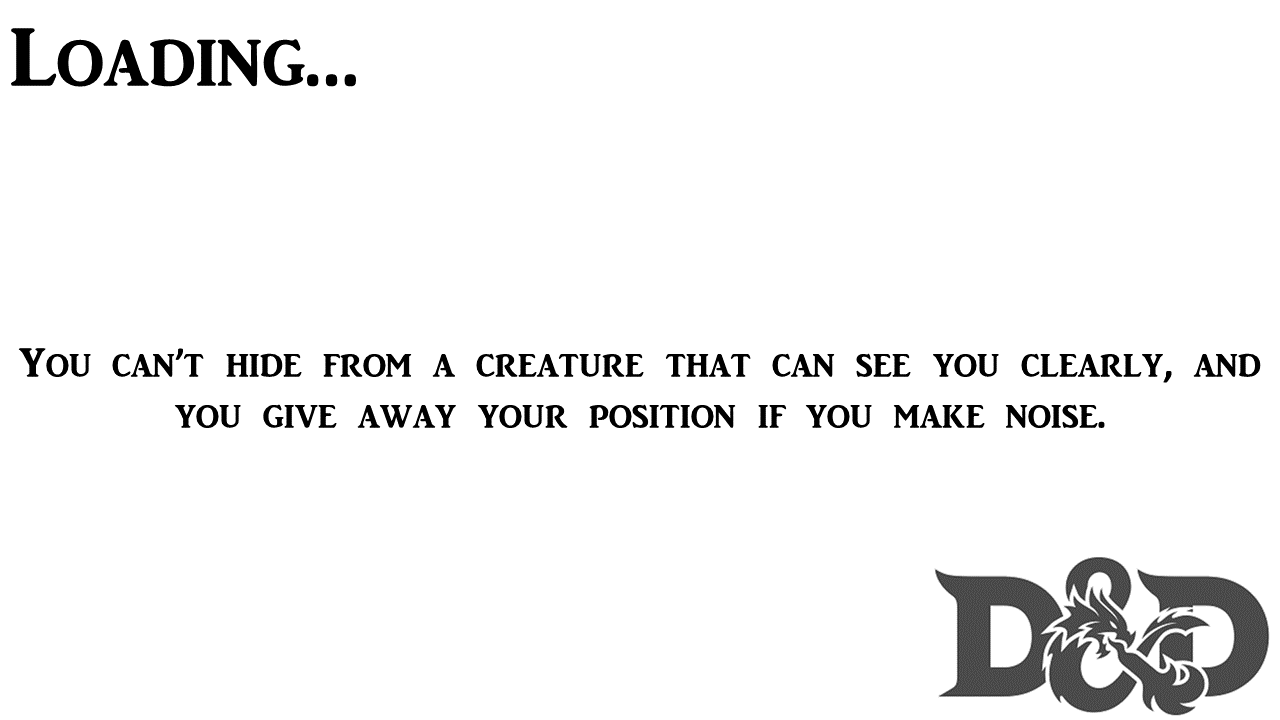 Loading...
You can't hide from a creature that can see you clearly, and
you give away your position if you make noise.
D&D